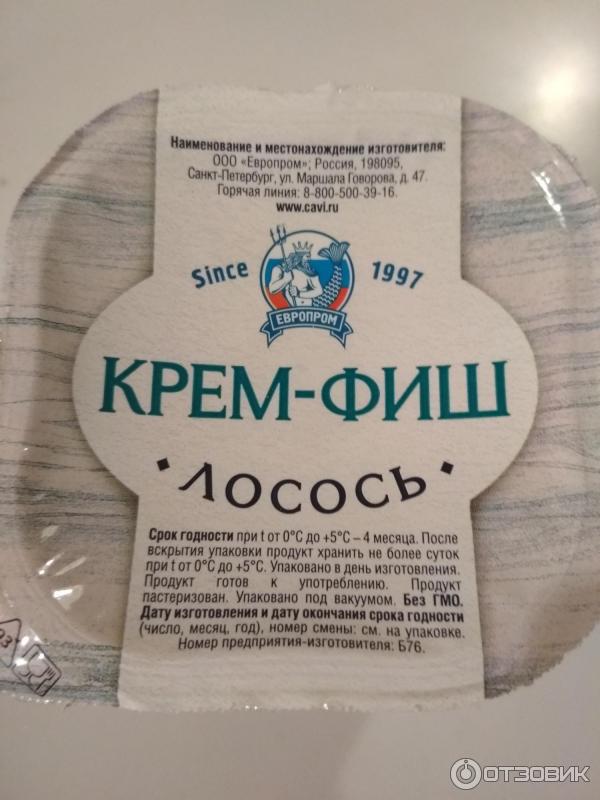 Наименование и местонахождение изготовителя:
ООО «Европром»; Россия, 198095,
Санкт-Петербург, ул. Маршала Говорова, д. 47.
Горячая линия: 8-800-500-39-16.
www.cavi.ru
Since 1997
ЕВРОПРОМ
КРЕМ-ФИШ
·ЛОСОСЬ·
Срок годности при t от 0°С до +5°С – 4 месяца. После
вскрытия упаковки продукт хранить не более суток
при t от 0°С до +5°С. Упаковано в день изготовления.
Продукт готов к употреблению. Продукт
пастеризован. Упаковано под вакуумом. Без ГМО.
Дату изготовления и дату окончания срока годности
(число, месяц, год), номер смены: см. на упаковке.
Номер предприятия-изготовителя: Б76.
ОТЗОВИК